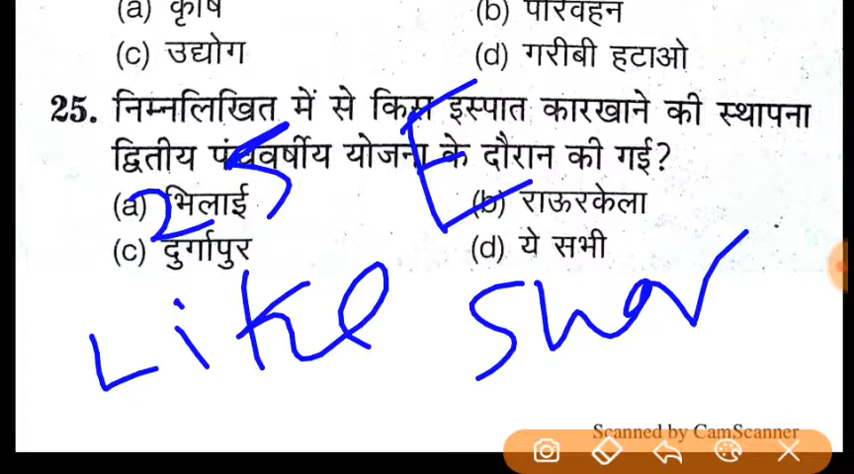 (a) कृषि (b) परिवहन
(c) उद्योग (d) गरीबी हटाओ
25. निम्नलिखित में से किस इस्पात कारखाने की स्थापना
द्वितीय पंचवर्षीय योजना के दौरान की गई?
25 E
(a) भिलाई (b) राऊरकेला
(c) दुर्गापुर (d) ये सभी
Like Shar
Scanned by CamScanner